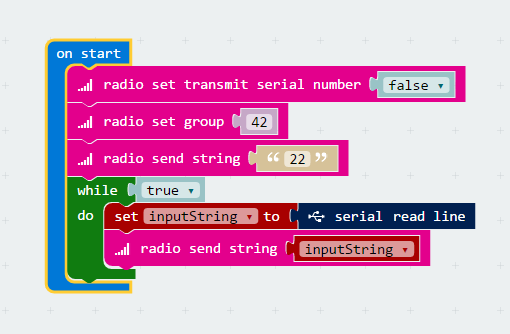 on start
radio set transmit serial number false
radio set group 42
radio send string “ 22 ”
while true
do set inputString to serial read line
radio send string inputString